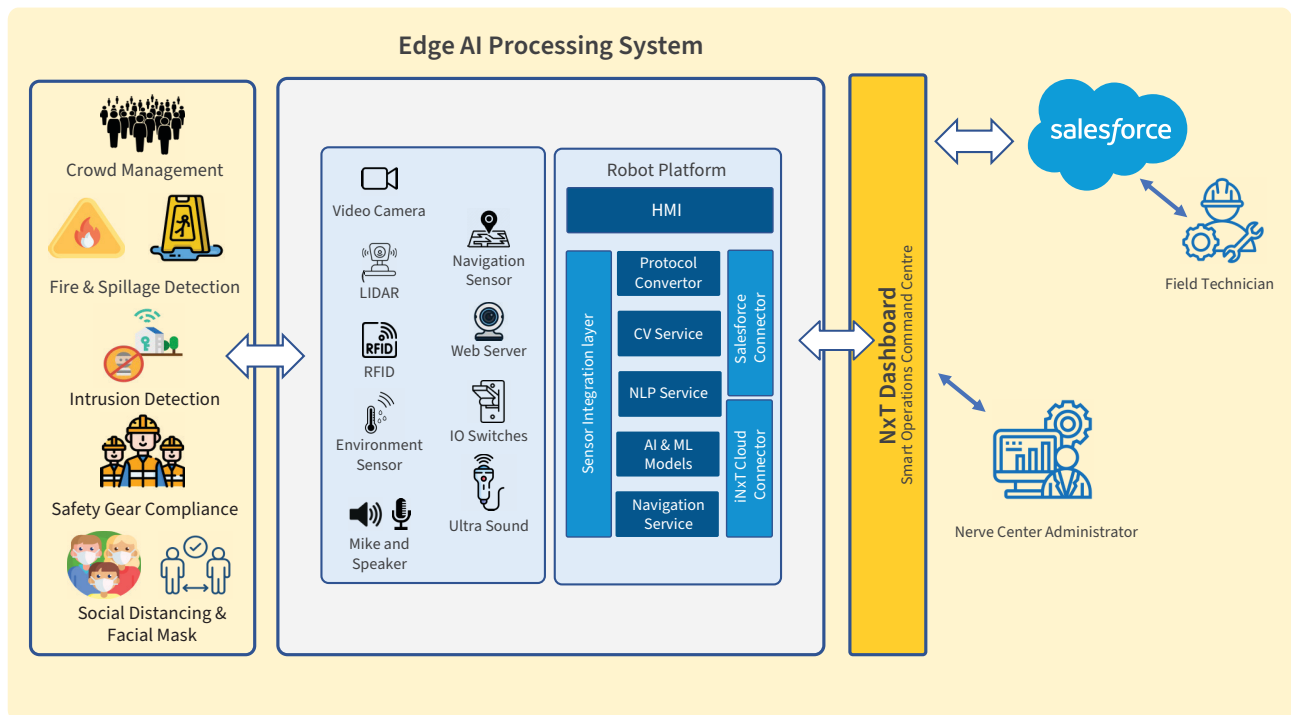 Edge AI Processing System
Crowd Management
Fire & Spillage Detection
Intrusion Detection
Safety Gear Compliance
Social Distancing &
Facial Mask
Video Camera
LIDAR
RFID
RFID
Environment
Sensor
Mike and
Speaker
Navigation
Sensor
Web Server
IO Switches
Ultra Sound
Robot Platform
HMI
Sensor Integration layer
Protocol
Convertor
CV Service
NLP Service
AI & ML
Models
Navigation
Service
Salesforce
Connector
iNxT Cloud
Connector
NxT Dashboard
Smart Operations Command Centre
salesforce
Field Technician
Nerve Center Administrator